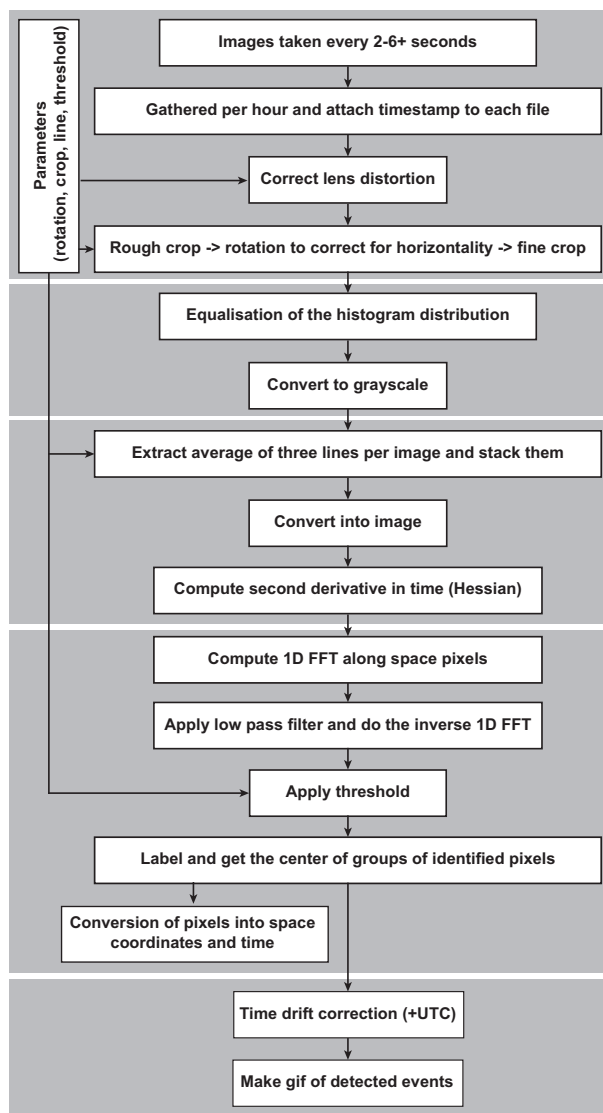 Parameters
(rotation, crop, line, threshold)
Images taken every 2-6+ seconds
Gathered per hour and attach timestamp to each file
Correct lens distortion
Rough crop -> rotation to correct for horizontality -> fine crop
Equalisation of the histogram distribution
Convert to grayscale
Extract average of three lines per image and stack them
Convert into image
Compute second derivative in time (Hessian)
Compute 1D FFT along space pixels
Apply low pass filter and do the inverse 1D FFT
Apply threshold
Label and get the center of groups of identified pixels
Conversion of pixels into space
coordinates and time
Time drift correction (+UTC)
Make gif of detected events